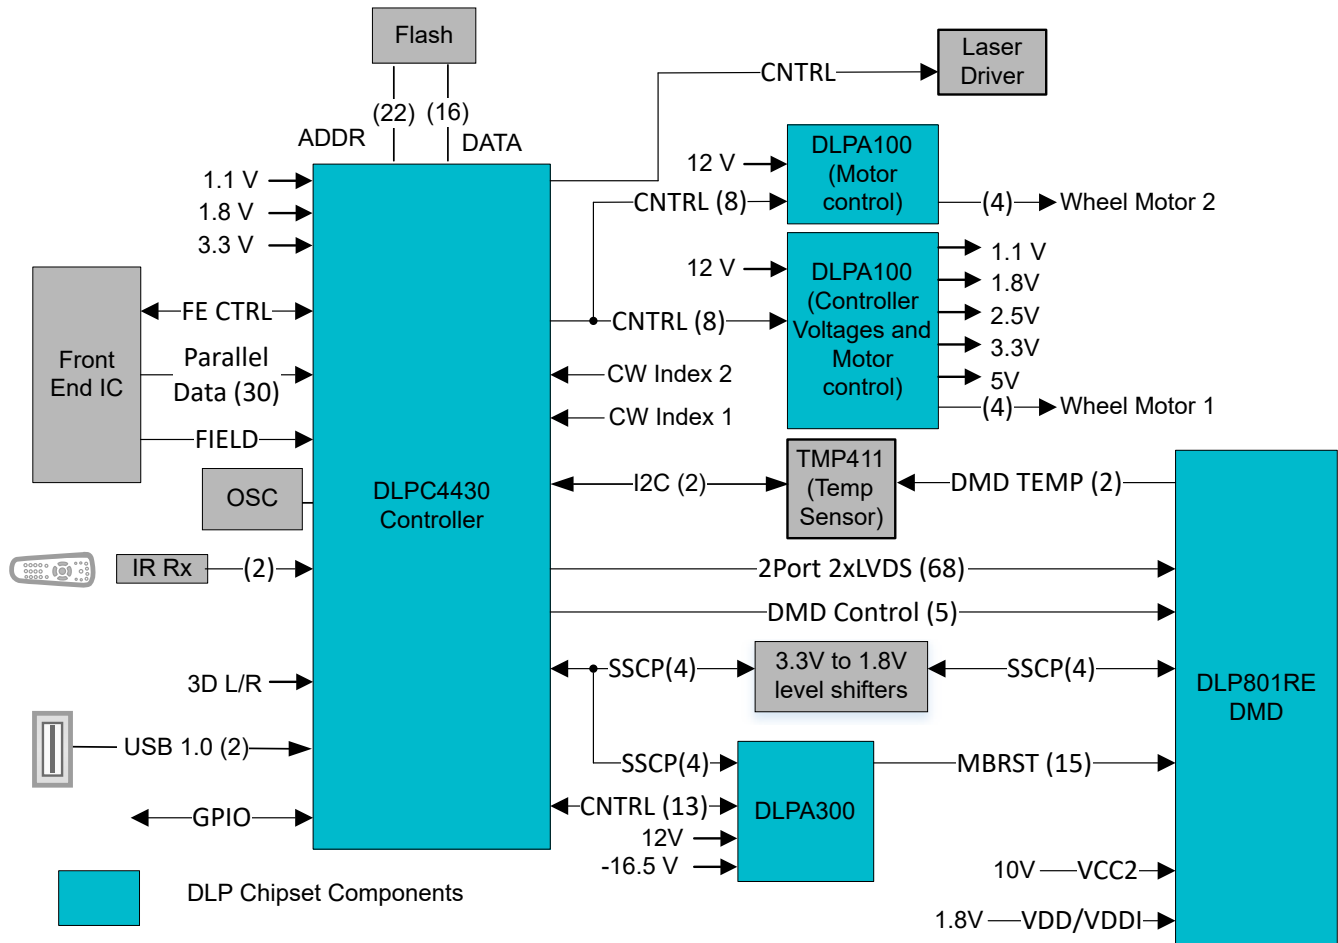 Flash
Laser
Driver
CNTRL
(22) (16)
ADDR
DATA
DLPA100
(Motor
control)
12 V
CNTRL (8)
(4)
Wheel Motor 2
1.1 V
1.8 V
3.3 V
DLPA100
(Controller
Voltages and
Motor
control)
12 V
CNTRL (8)
1.1 V
1.8V
2.5V
3.3V
5V
(4)
Wheel Motor 1
Front
End IC
FE CTRL
Parallel
Data (30)
FIELD
CW Index 2
CW Index 1
OSC
DLPC4430
Controller
I2C (2)
TMP411
(Temp
Sensor)
DMD TEMP (2)
IR Rx
(2)
2Port 2xLVDS (68)
DMD Control (5)
SSCP(4)
3.3V to 1.8V
level shifters
SSCP(4)
DLP801RE
DMD
3D L/R
USB 1.0 (2)
SSCP(4)
MBRST (15)
GPIO
CNTRL (13)
DLPA300
12V
-16.5 V
10V
VCC2
DLP Chipset Components
1.8V
VDD/VDDI